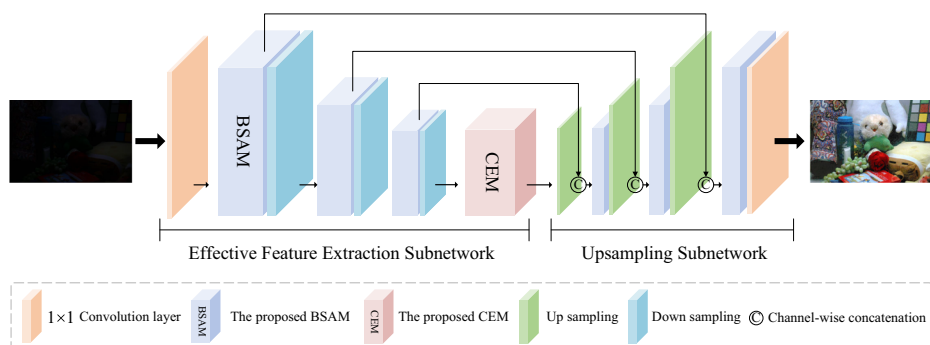 BSAM
CEM
C
C
C
Effective Feature Extraction Subnetwork
Upsampling Subnetwork
1×1 Convolution layer
BSAM
The proposed BSAM
CEM
The proposed CEM
Up sampling
Down sampling
C
Channel-wise concatenation